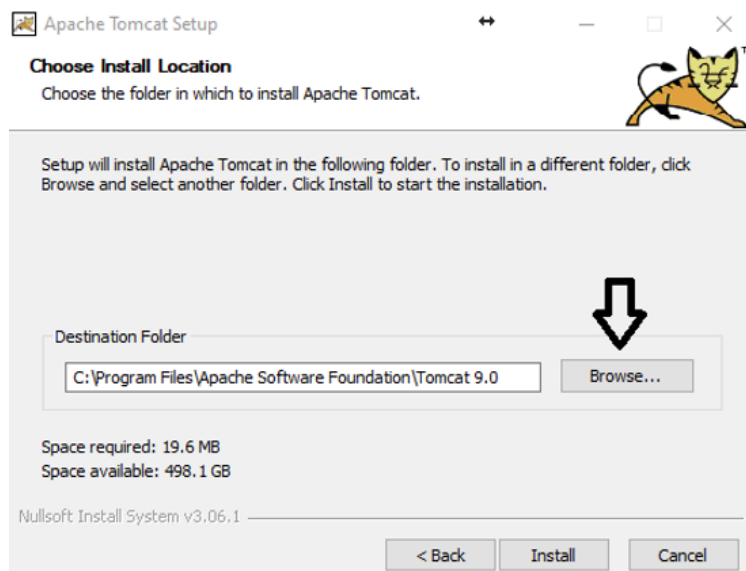 Apache Tomcat Setup
Choose Install Location
Choose the folder in which to install Apache Tomcat.
Setup will install Apache Tomcat in the following folder. To install in a different folder, click
Browse and select another folder. Click Install to start the installation.
Destination Folder
C:\Program Files\Apache Software Foundation\Tomcat 9.0
Browse...
Space required: 19.6 MB
Space available: 498.1 GB
Nullsoft Install System v3.06.1
< Back
Install
Cancel